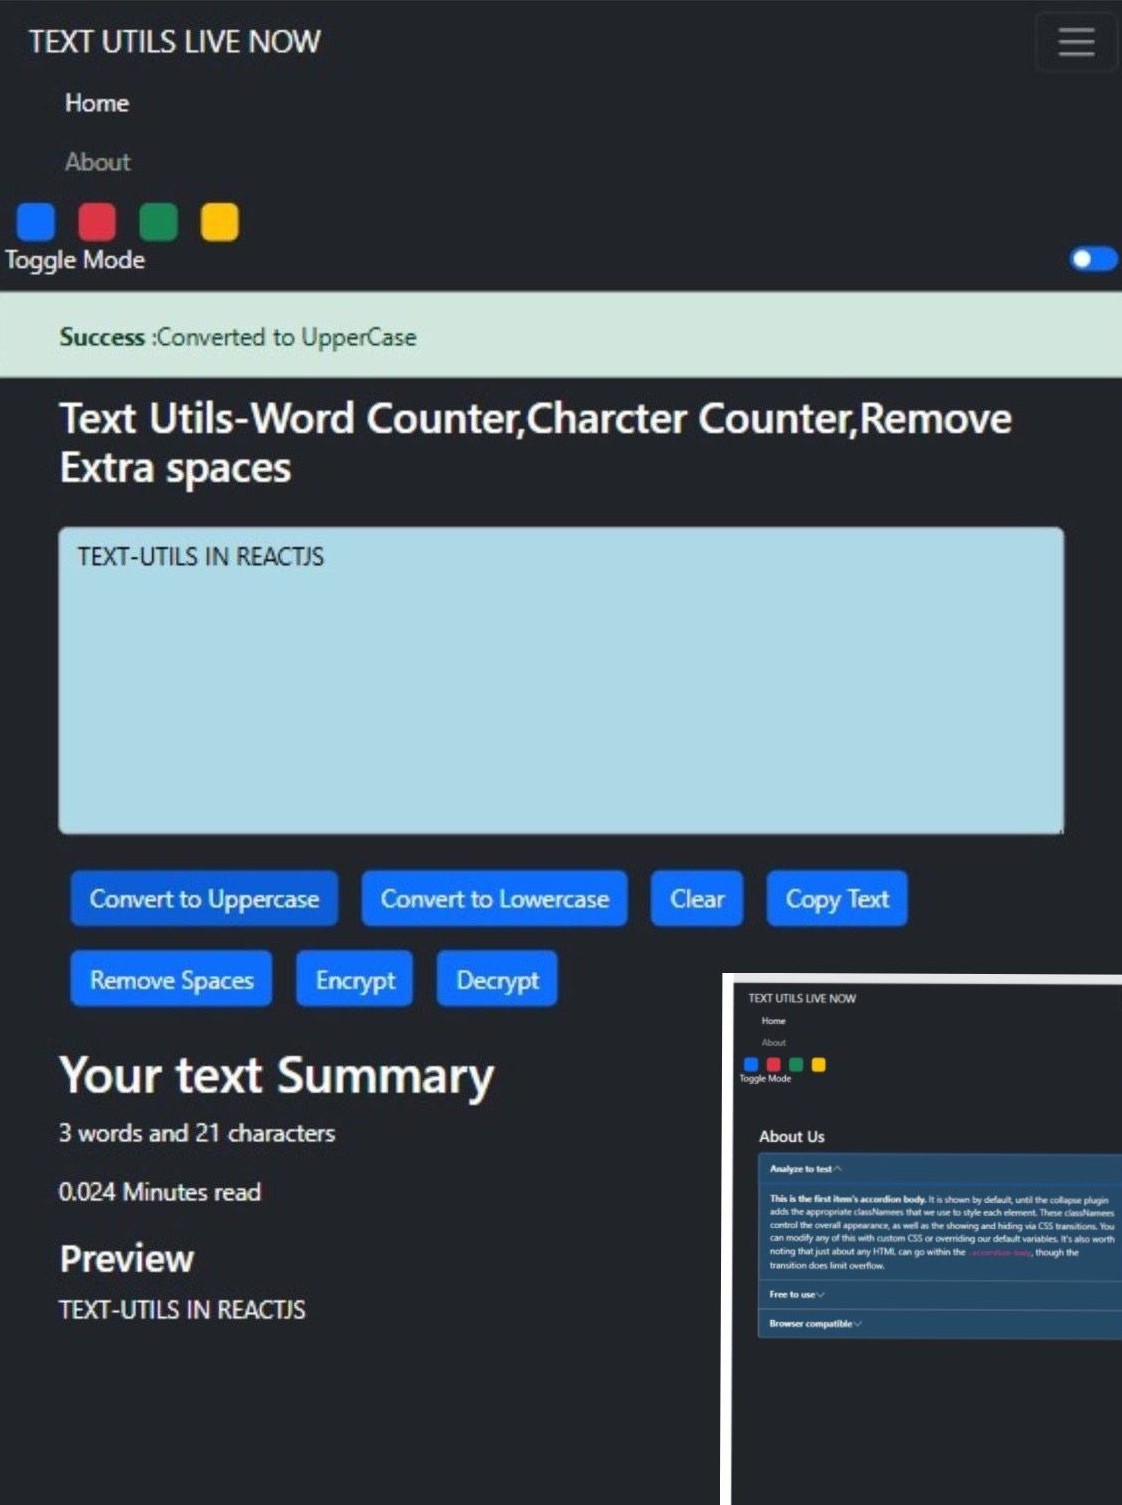 TEXT UTILS LIVE NOW
Home
About
Toggle Mode
Success :Converted to UpperCase
Text Utils-Word Counter,Charcter Counter,Remove
Extra spaces
TEXT-UTILS IN REACTJS
Convert to Uppercase
Convert to Lowercase
Clear
Copy Text
Remove Spaces
Encrypt
Decrypt
Your text Summary
3 words and 21 characters
0.024 Minutes read
Preview
TEXT-UTILS IN REACTJS
TEXT UTILS LIVE NOW
Home
About
Toggle Mode
About Us
Analyze to test
This is the first item's accordion body. It is shown by default, until the collapse plugin
adds the appropriate classNamees that we use to style each element. These classNamees
control the overall appearance, as well as the showing and hiding via CSS transitions. You
can modify any of this with custom CSS or overriding our default variables. It's also worth
noting that just about any HTML can go within the .accordion-body, though the
transition does limit overflow.
Free to use
Browser compatible